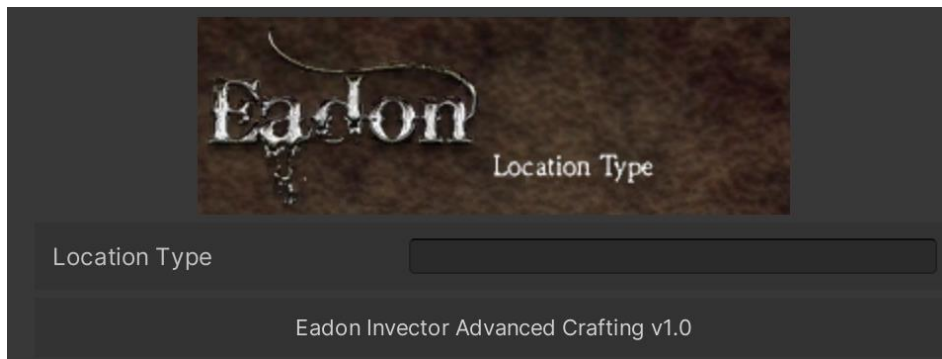 Eadon
Location Type
Location Type
Eadon Invector Advanced Crafting v1.0